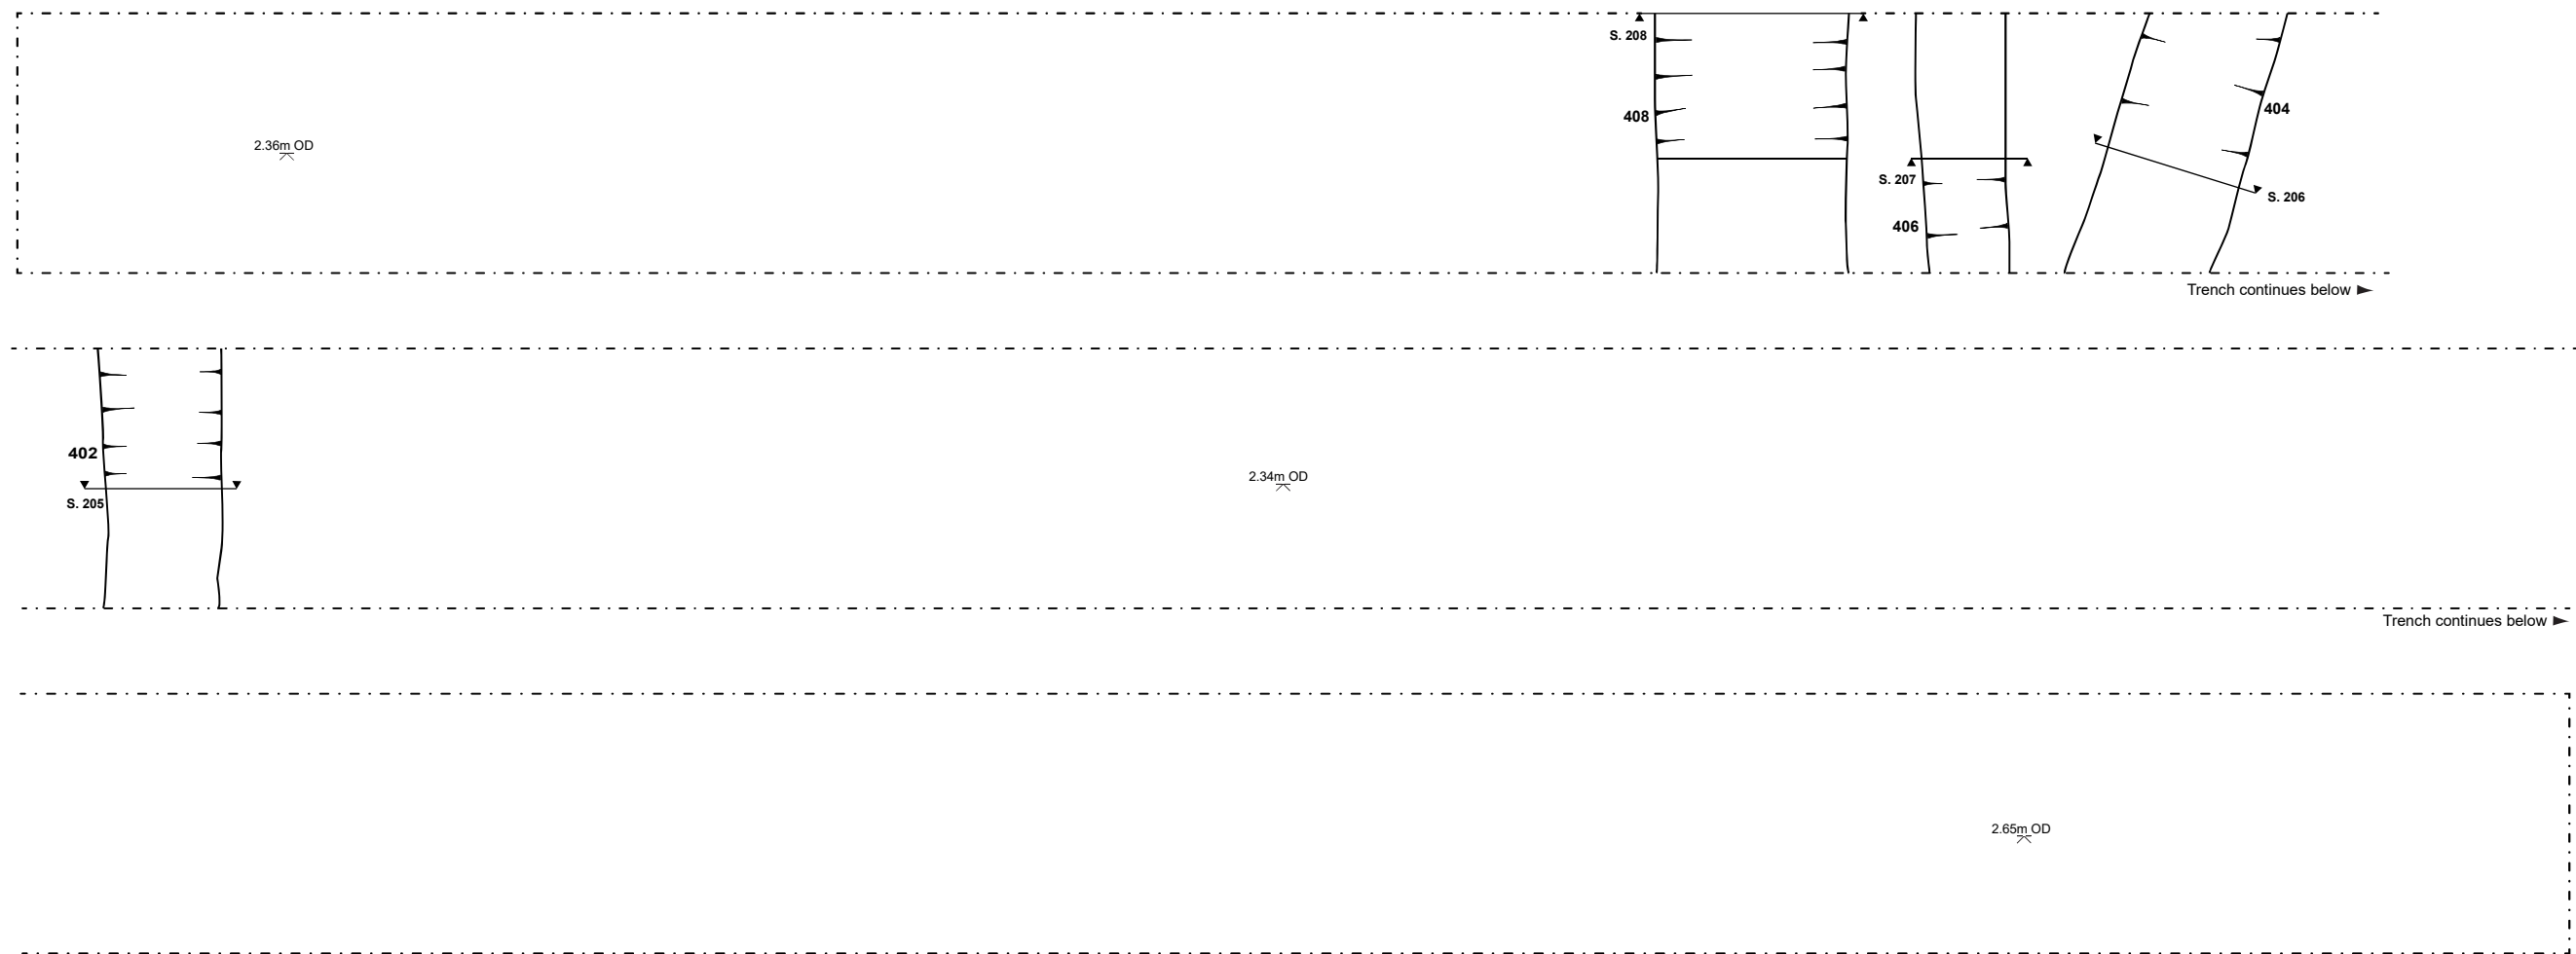 S. 208
408
2.36m OD
S. 207
406
404
S. 206
Trench continues below
402
S. 205
2.34m OD
Trench continues below
2.65m OD